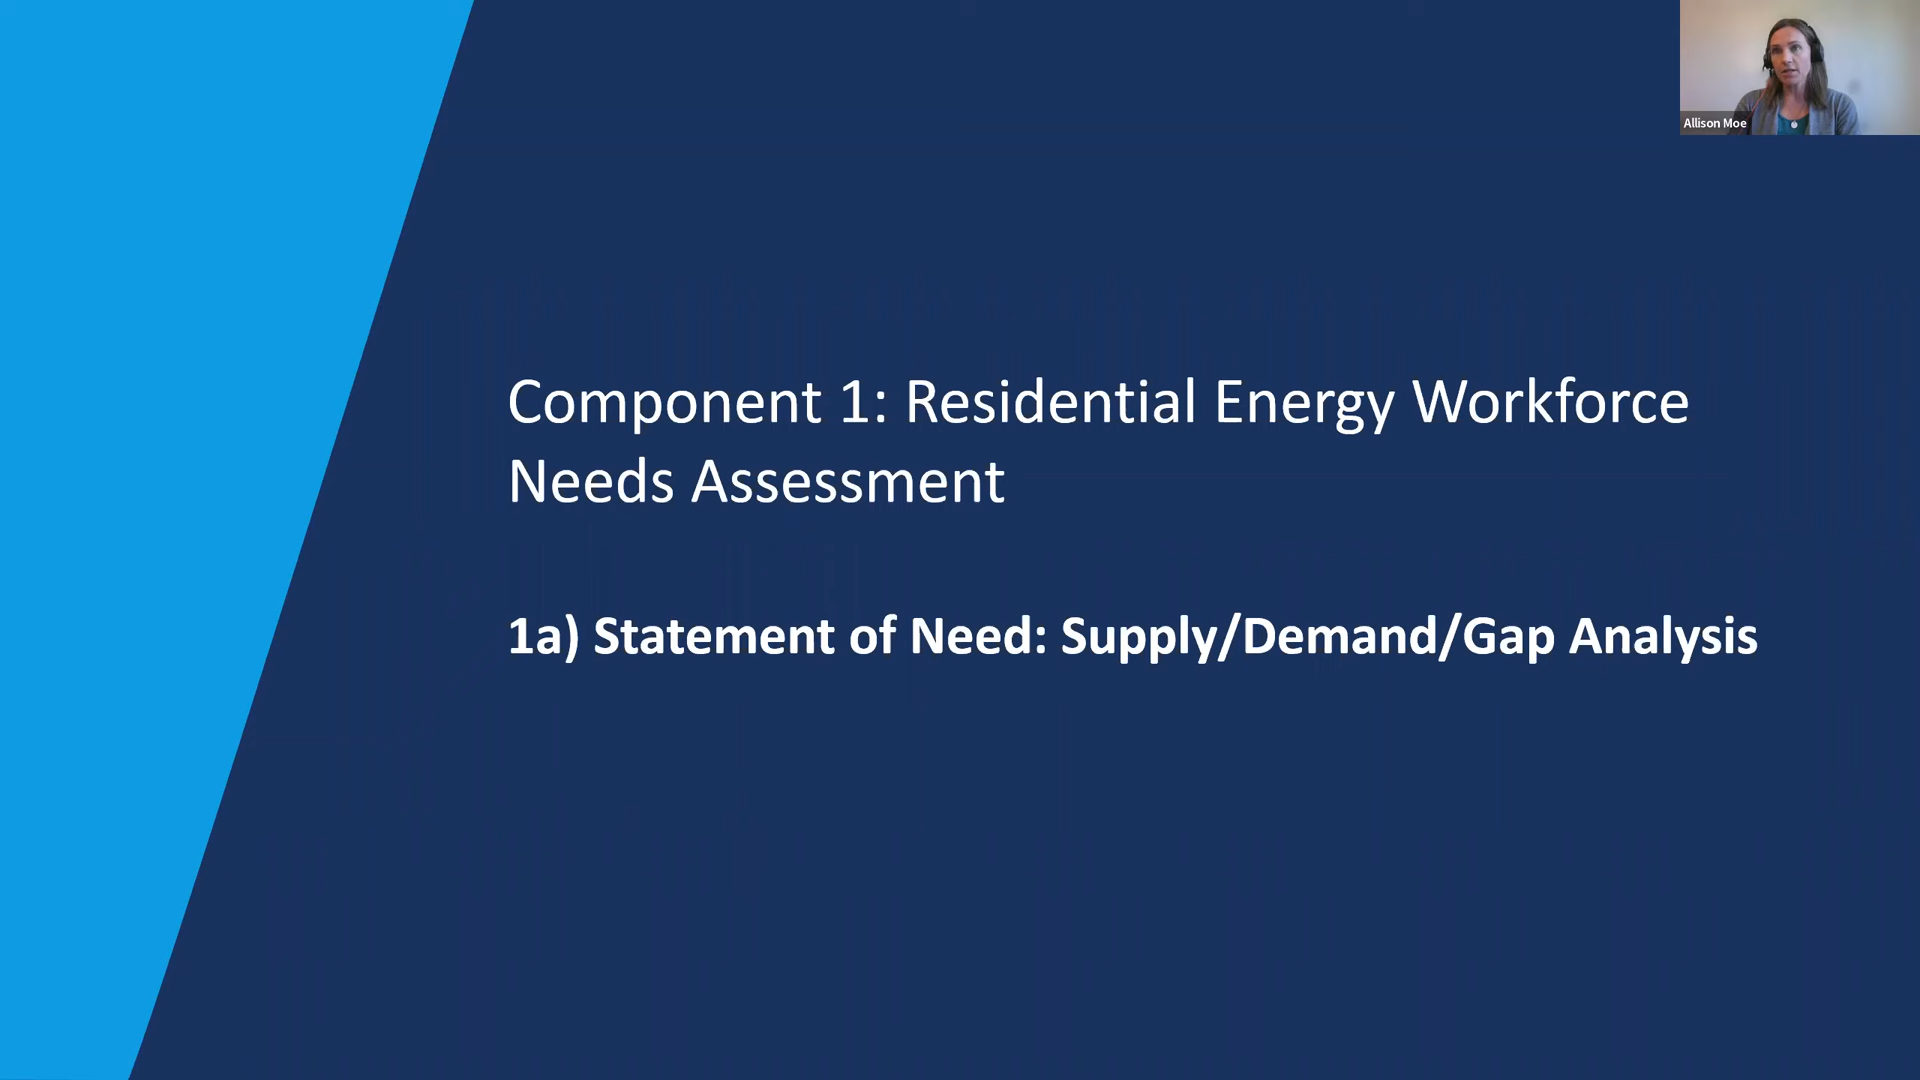 Allison Moe
Component 1: Residential Energy Workforce
Needs Assessment
1a) Statement of Need: Supply/Demand/Gap Analysis